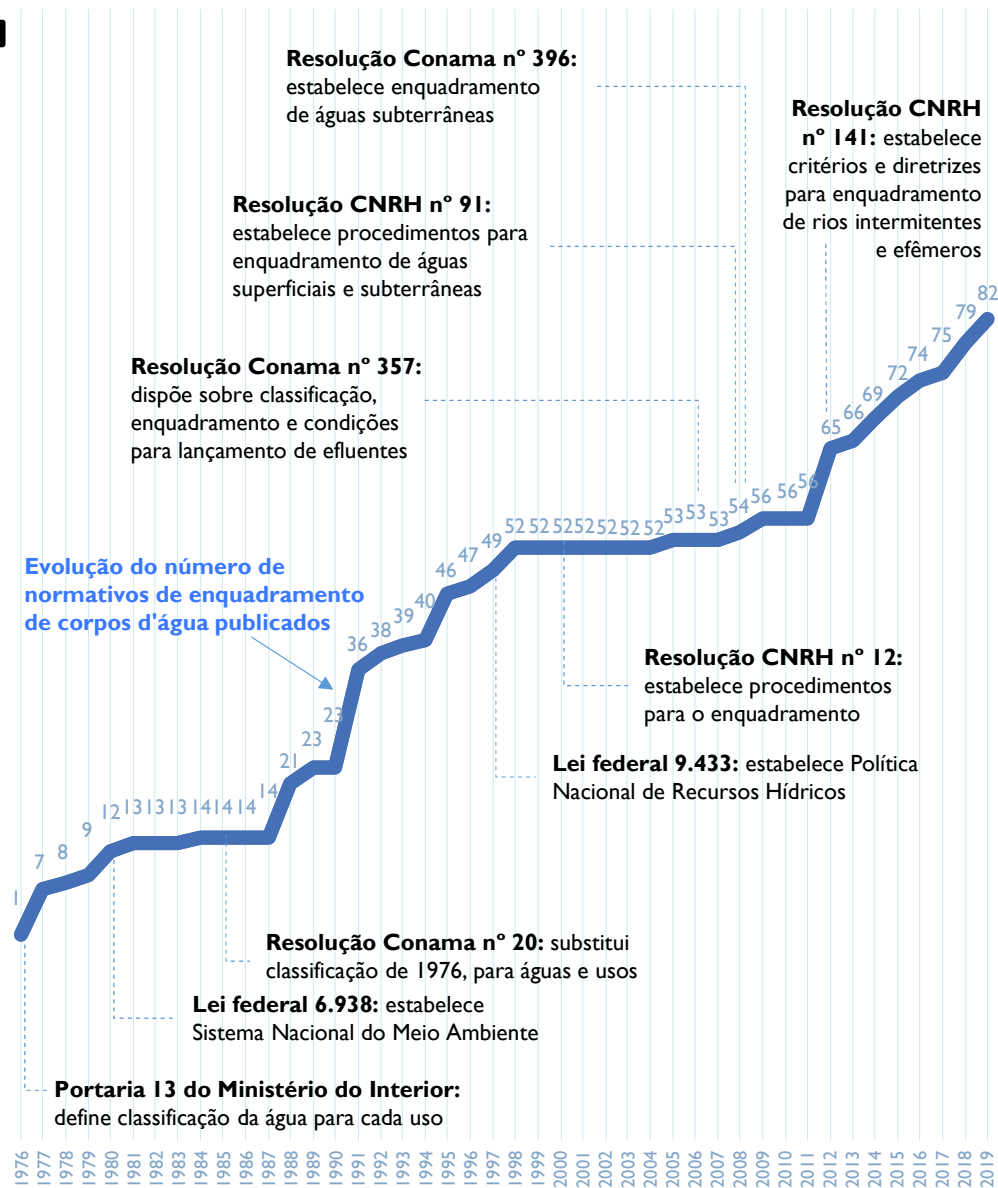 Resolução Conama nº 396:
estabelece enquadramento
de águas subterrâneas
Resolução CNRH
nº 141: estabelece
critérios e diretrizes
para enquadramento
de rios intermitentes
e efêmeros
Resolução CNRH nº 91:
estabelece procedimentos para
enquadramento de águas
superficiais e subterrâneas
Resolução Conama nº 357:
dispõe sobre classificação,
enquadramento e condições
para lançamento de efluentes
Evolução do número de
normativos de enquadramento
de corpos d'água publicados
1 7 8 9 12 13 13 13 14 14 14 14 21 23 23 36 38 39 40 46 47 49 52 52 52 52 52 52 52 53 53 53 54 56 56 56 65 66 69 72 74 75 79 82
Resolução CNRH nº 12:
estabelece procedimentos
para o enquadramento
Lei federal 9.433: estabelece Política
Nacional de Recursos Hídricos
Resolução Conama nº 20: substitui
classificação de 1976, para águas e usos
Lei federal 6.938: estabelece
Sistema Nacional do Meio Ambiente
Portaria 13 do Ministério do Interior:
define classificação da água para cada uso
1976 1977 1978 1979 1980 1981 1982 1983 1984 1985 1986 1987 1988 1989 1990 1991 1992 1993 1994 1995 1996 1997 1998 1999 2000 2001 2002 2003 2004 2005 2006 2007 2008 2009 2010 2011 2012 2013 2014 2015 2016 2017 2018 2019